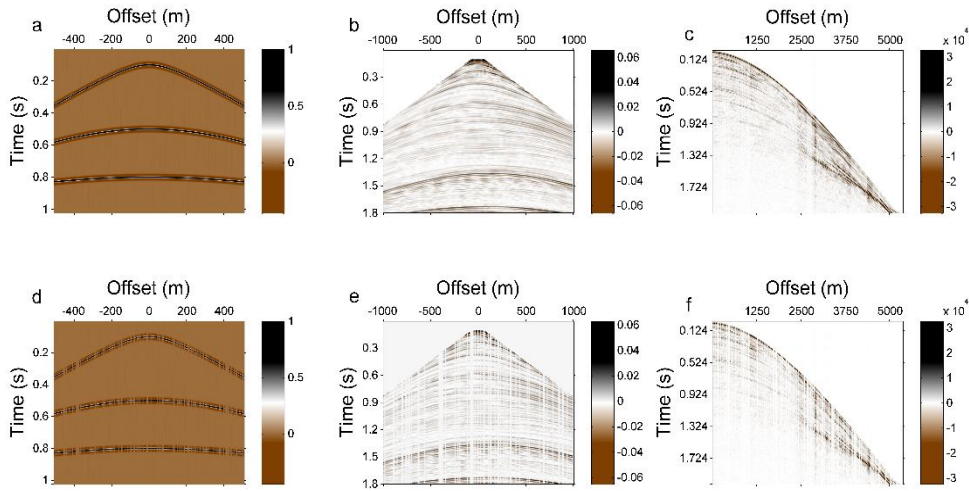 Offset (m)
a
-400 -200 0 200 400
Time (s)
0.2
0.4
0.6
0.8
1
1
0.5
0
Offset (m)
b
-1000 -500 0 500 1000
Time (s)
0.3
0.6
0.9
1.2
1.5
1.8
0.06
0.04
0.02
0
-0.02
-0.04
-0.06
Offset (m)
c
1250 2500 3750 5000
Time (s)
0.124
0.524
0.924
1.324
1.724
x 10^4
3
2
1
0
-1
-2
-3
Offset (m)
d
-400 -200 0 200 400
Time (s)
0.2
0.4
0.6
0.8
1
1
0.5
0
Offset (m)
e
-1000 -500 0 500 1000
Time (s)
0.3
0.6
0.9
1.2
1.5
1.8
0.06
0.04
0.02
0
-0.02
-0.04
-0.06
Offset (m)
f
1250 2500 3750 5000
Time (s)
0.124
0.524
0.924
1.324
1.724
x 10^4
3
2
1
0
-1
-2
-3